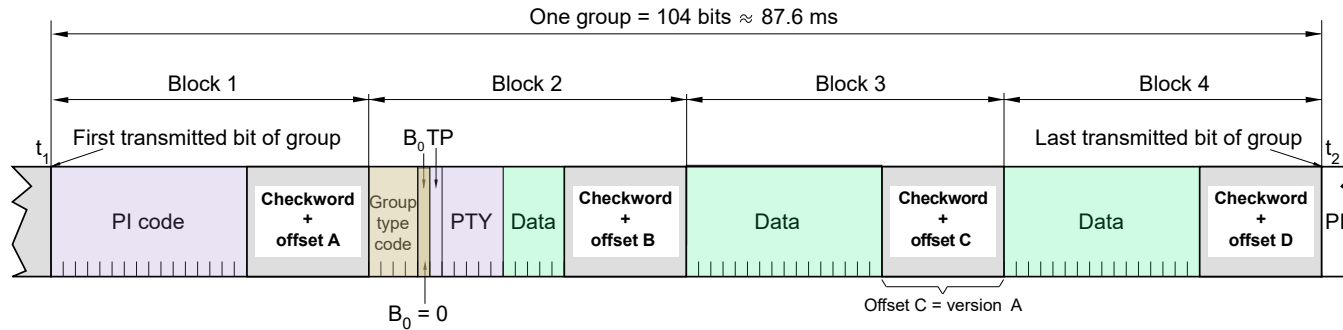 One group = 104 bits ≈ 87.6 ms
Block 1
Block 2
Block 3
Block 4
t1
First transmitted bit of group
B0 TP
Last transmitted bit of group
t2
PI code
Checkword
+
offset A
Group
type
code
PTY
Data
Checkword
+
offset B
Data
Checkword
+
offset C
Data
Checkword
+
offset D
B0 = 0
Offset C = version A